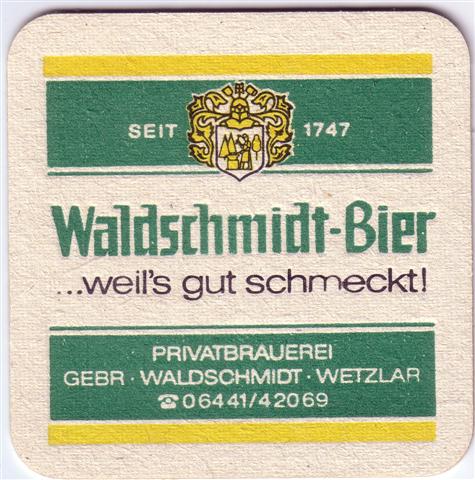 SEIT 1747
Waldschmidt-Bier
...weil's gut schmeckt!
PRIVATBRAUEREI
GEBR · WALDSCHMIDT · WETZLAR
☎ 06441/42069